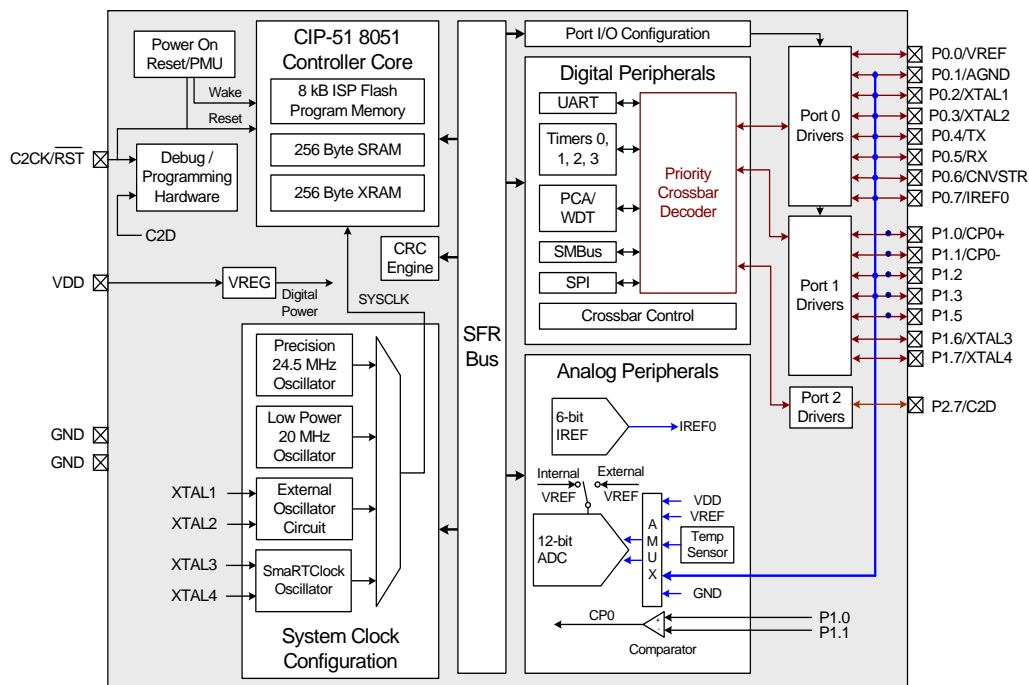 Power On
Reset/PMU
Wake
Reset
C2CK/RST
Debug /
Programming
Hardware
C2D
VDD
VREG
Digital
Power
GND
GND
CIP-51 8051
Controller Core
8 kB ISP Flash
Program Memory
256 Byte SRAM
256 Byte XRAM
CRC
Engine
SYSCLK
Precision
24.5 MHz
Oscillator
Low Power
20 MHz
Oscillator
XTAL1
XTAL2
External
Oscillator
Circuit
XTAL3
XTAL4
SmaRTClock
Oscillator
System Clock
Configuration
SFR
Bus
Port I/O Configuration
Digital Peripherals
UART
Timers 0,
1, 2, 3
PCA/
WDT
SMBus
SPI
Priority
Crossbar
Decoder
Crossbar Control
Analog Peripherals
6-bit
IREF
IREF0
Internal
VREF
External
VREF
12-bit
ADC
A
M
U
X
VDD
VREF
Temp
Sensor
GND
CP0
+
-
Comparator
P1.0
P1.1
Port 0
Drivers
Port 1
Drivers
Port 2
Drivers
P0.0/VREF
P0.1/AGND
P0.2/XTAL1
P0.3/XTAL2
P0.4/TX
P0.5/RX
P0.6/CNVSTR
P0.7/IREF0
P1.0/CP0+
P1.1/CP0-
P1.2
P1.3
P1.5
P1.6/XTAL3
P1.7/XTAL4
P2.7/C2D